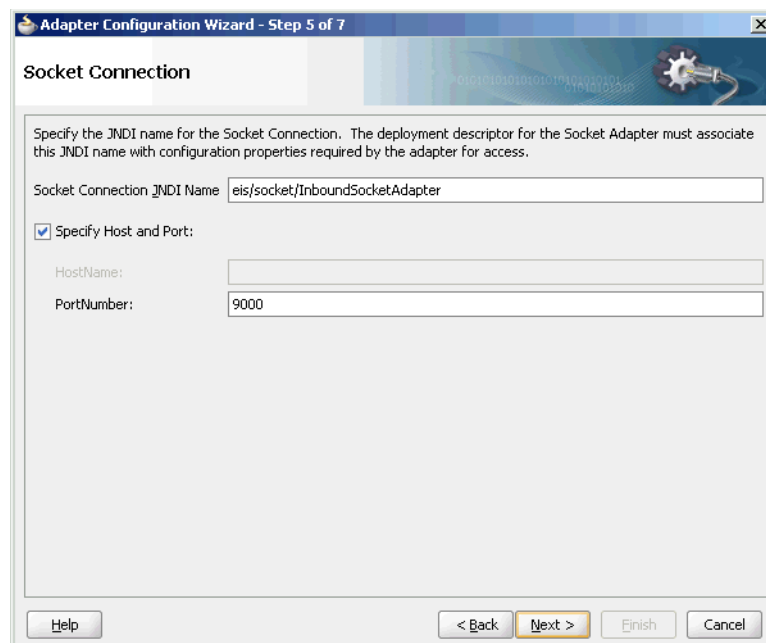 Adapter Configuration Wizard - Step 5 of 7
Socket Connection
Specify the JNDI name for the Socket Connection. The deployment descriptor for the Socket Adapter must associate
this JNDI name with configuration properties required by the adapter for access.
Socket Connection JNDI Name eis/socket/InboundSocketAdapter
Specify Host and Port:
HostName:
PortNumber: 9000
Help < Back Next > Finish Cancel